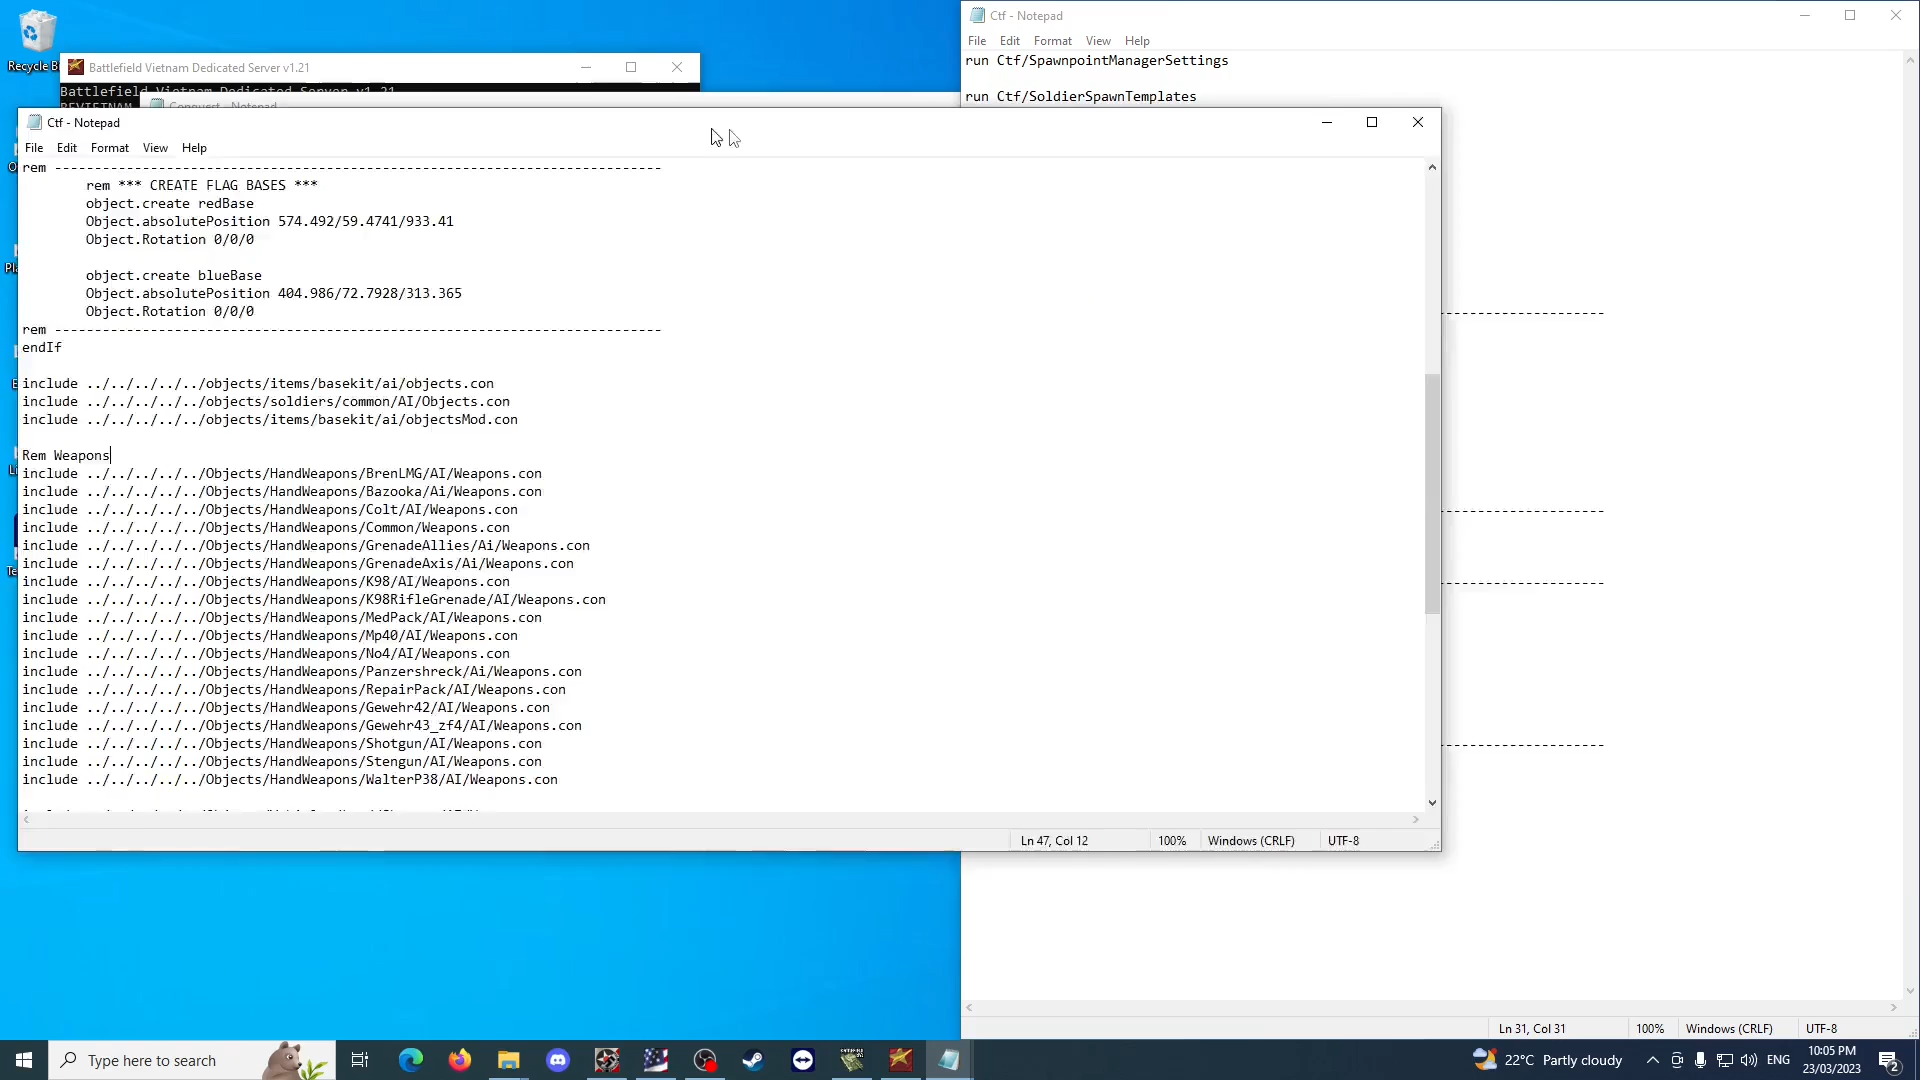 Recycle B
Battlefield Vietnam Dedicated Server v1.21
Battlefield Vietnam Dedicated Server v1.21
Conquest - Notepad
Ctf - Notepad
File Edit Format View Help
run Ctf/SpawnpointManagerSettings
run Ctf/SoldierSpawnTemplates
Ctf - Notepad
File Edit Format View Help
rem ----------------------------------------------------------------------------
rem *** CREATE FLAG BASES ***
object.create redBase
Object.absolutePosition 574.492/59.4741/933.41
Object.Rotation 0/0/0
object.create blueBase
Object.absolutePosition 404.986/72.7928/313.365
Object.Rotation 0/0/0
rem ----------------------------------------------------------------------------
endIf
include ../../../../../objects/items/basekit/ai/objects.con
include ../../../../../objects/soldiers/common/AI/Objects.con
include ../../../../../objects/items/basekit/ai/objectsMod.con
Rem Weapons
include ../../../../../Objects/HandWeapons/BrenLMG/AI/Weapons.con
include ../../../../../Objects/HandWeapons/Bazooka/Ai/Weapons.con
include ../../../../../Objects/HandWeapons/Colt/AI/Weapons.con
include ../../../../../Objects/HandWeapons/Common/Weapons.con
include ../../../../../Objects/HandWeapons/GrenadeAllies/Ai/Weapons.con
include ../../../../../Objects/HandWeapons/GrenadeAxis/Ai/Weapons.con
include ../../../../../Objects/HandWeapons/K98/AI/Weapons.con
include ../../../../../Objects/HandWeapons/K98RifleGrenade/AI/Weapons.con
include ../../../../../Objects/HandWeapons/MedPack/AI/Weapons.con
include ../../../../../Objects/HandWeapons/Mp40/AI/Weapons.con
include ../../../../../Objects/HandWeapons/No4/AI/Weapons.con
include ../../../../../Objects/HandWeapons/Panzershreck/Ai/Weapons.con
include ../../../../../Objects/HandWeapons/RepairPack/AI/Weapons.con
include ../../../../../Objects/HandWeapons/Gewehr42/AI/Weapons.con
include ../../../../../Objects/HandWeapons/Gewehr43_zf4/AI/Weapons.con
include ../../../../../Objects/HandWeapons/Shotgun/AI/Weapons.con
include ../../../../../Objects/HandWeapons/Stengun/AI/Weapons.con
include ../../../../../Objects/HandWeapons/WalterP38/AI/Weapons.con
Ln 47, Col 12 100% Windows (CRLF) UTF-8
Ln 31, Col 31 100% Windows (CRLF) UTF-8
Type here to search
22°C Partly cloudy
ENG
10:05 PM
23/03/2023
2